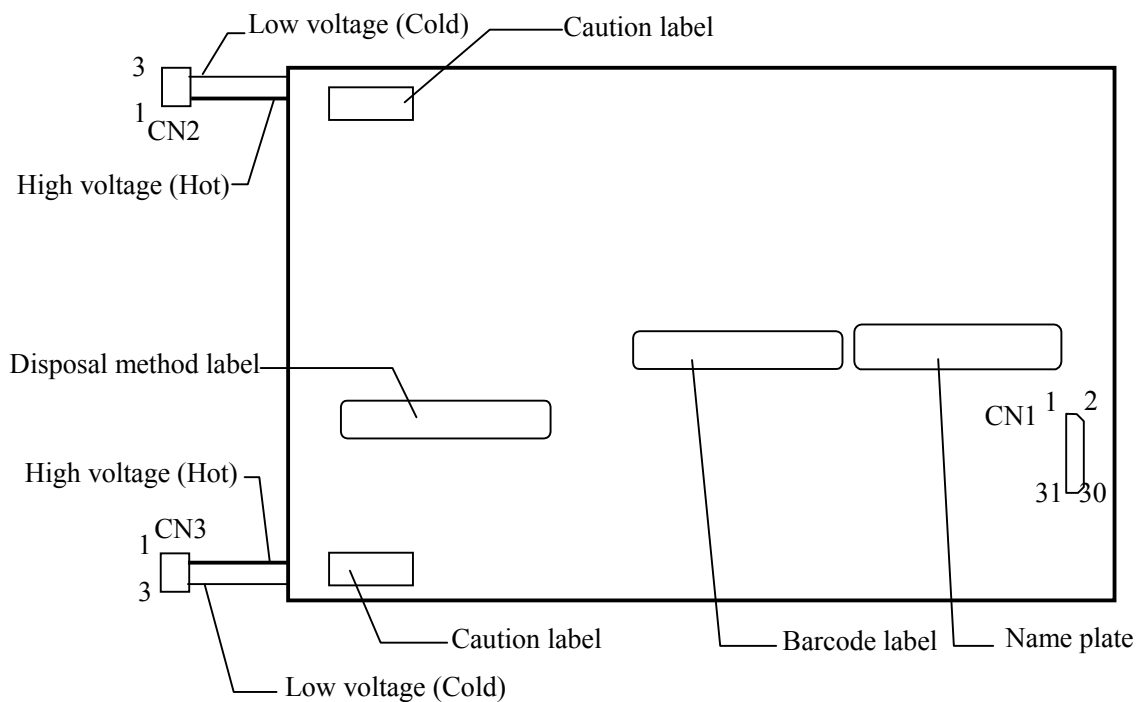 Low voltage (Cold)
Caution label
3
1
CN2
High voltage (Hot)
Disposal method label
CN1
1
2
31
30
High voltage (Hot)
CN3
1
3
Caution label
Barcode label
Name plate
Low voltage (Cold)